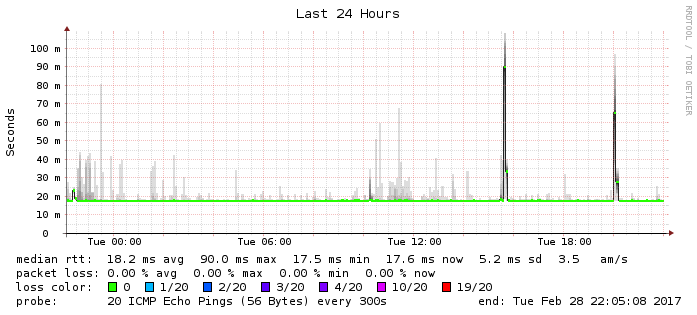 Last 24 Hours
RRDTOOL / TOBI OETIKER
Seconds
100 m
90 m
80 m
70 m
60 m
50 m
40 m
30 m
20 m
10 m
0
Tue 00:00 Tue 06:00 Tue 12:00 Tue 18:00
median rtt: 18.2 ms avg 90.0 ms max 17.5 ms min 17.6 ms now 5.2 ms sd 3.5 am/s
packet loss: 0.00 % avg 0.00 % max 0.00 % min 0.00 % now
loss color: 0 1/20 2/20 3/20 4/20 10/20 19/20
probe: 20 ICMP Echo Pings (56 Bytes) every 300s end: Tue Feb 28 22:05:08 2017